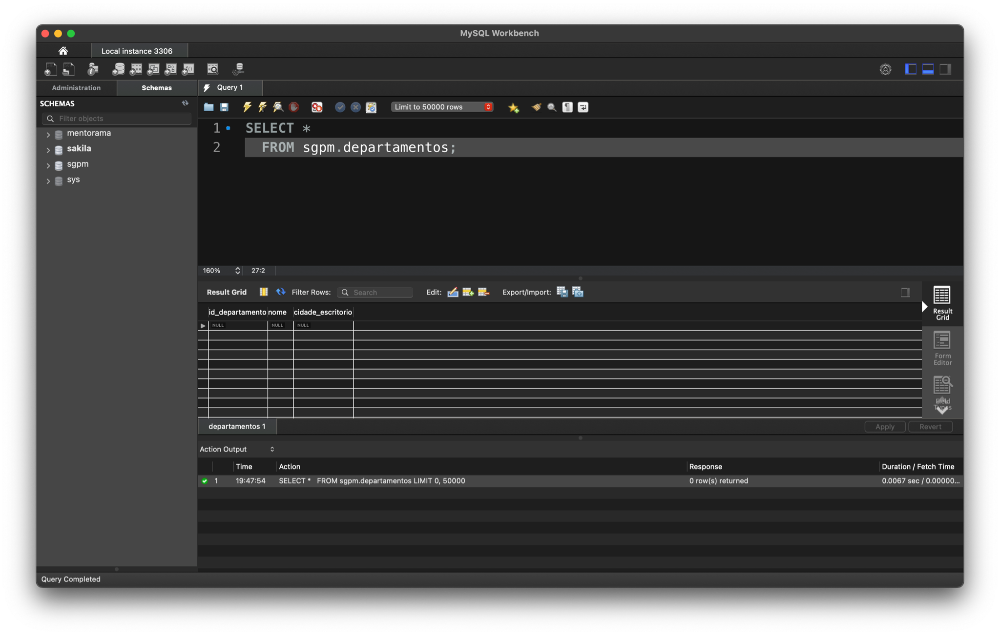 MySQL Workbench
Local instance 3306
Administration
Schemas
Query 1
SCHEMAS
Filter objects
mentorama
sakila
sgpm
sys
Limit to 50000 rows
1 SELECT *
2 FROM sgpm.departamentos;
160% 27:2
Result Grid Filter Rows: Search Edit: Export/Import:
id_departamento nome cidade_escritorio
NULL NULL NULL
Result
Grid
Form
Editor
Field
Types
departamentos 1
Apply Revert
Action Output
Time Action Response Duration / Fetch Time
1 19:47:54 SELECT * FROM sgpm.departamentos LIMIT 0, 50000 0 row(s) returned 0.0067 sec / 0.00000...
Query Completed